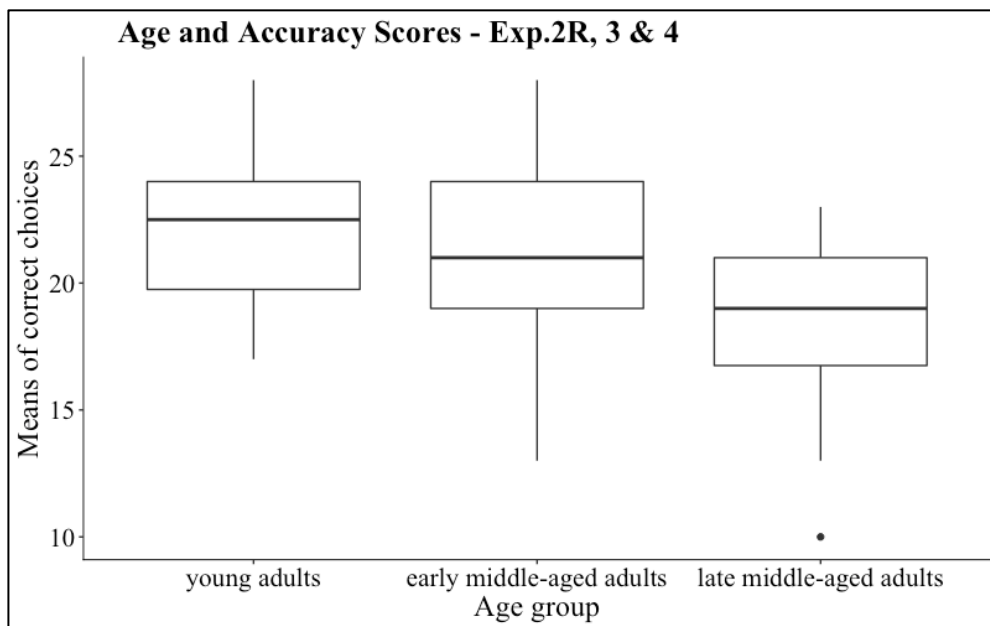 Age and Accuracy Scores - Exp.2R, 3 & 4
Means of correct choices
25
20
15
10
young adults
early middle-aged adults
late middle-aged adults
Age group